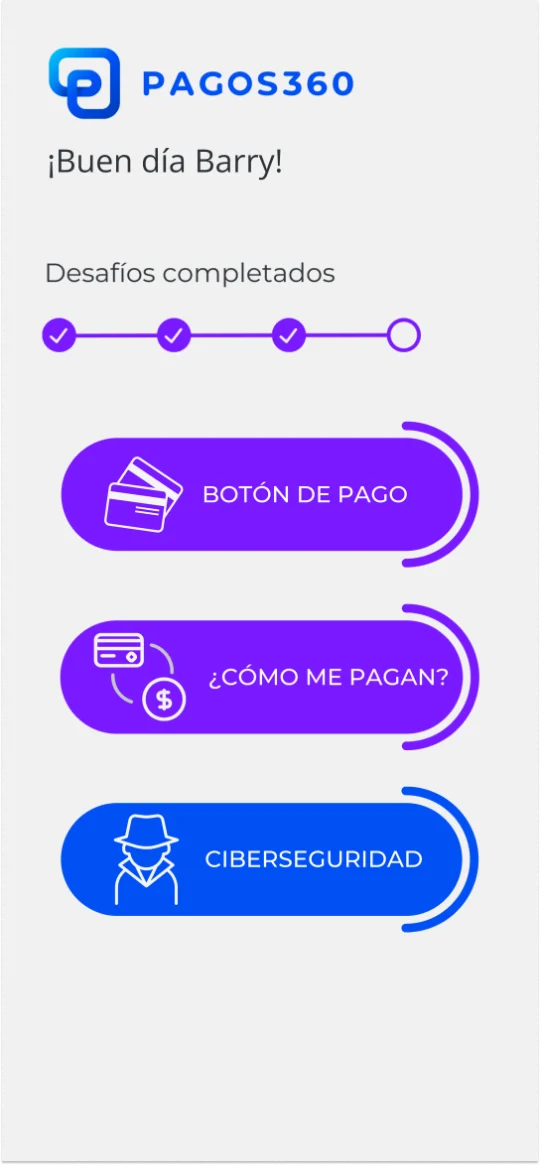 PAGOS360
¡Buen día Barry!
Desafíos completados
BOTÓN DE PAGO
¿CÓMO ME PAGAN?
$
CIBERSEGURIDAD